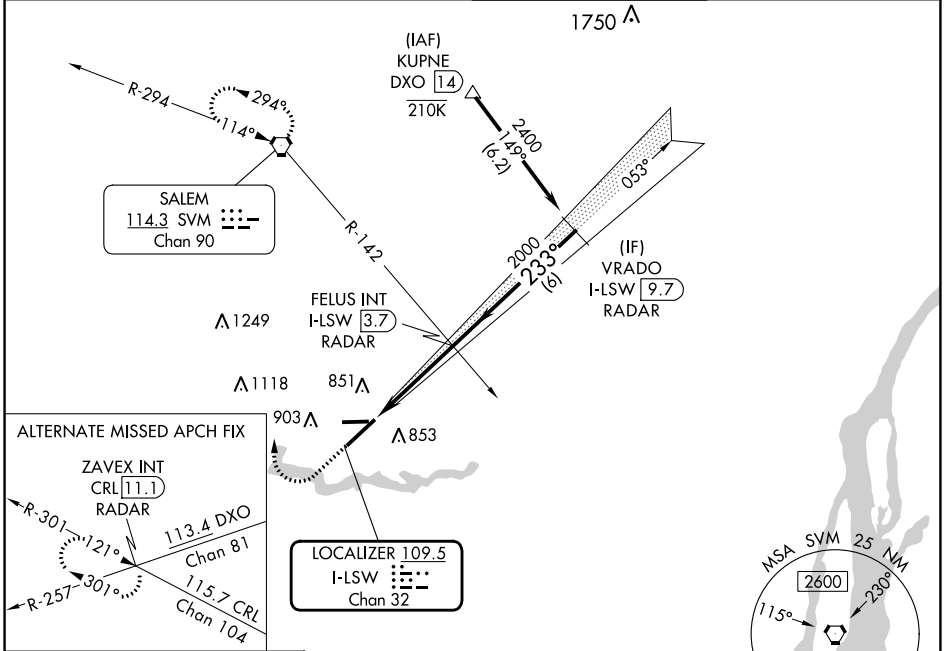 1750
(IAF)
KUPNE
DXO 14
210K
2400
149°
(6.2)
R-294
294°
114°
SALEM
114.3 SVM
Chan 90
R-142
053°
2000
233°
(6)
(IF)
VRADO
I-LSW 9.7
RADAR
FELUS INT
I-LSW 3.7
RADAR
1249
1118
851
903
853
ALTERNATE MISSED APCH FIX
ZAVEX INT
CRL 11.1
RADAR
R-301
121°
113.4 DXO
Chan 81
R-257
301°
115.7 CRL
Chan 104
LOCALIZER 109.5
I-LSW
Chan 32
MSA SVM 25 NM
2600
115°
230°